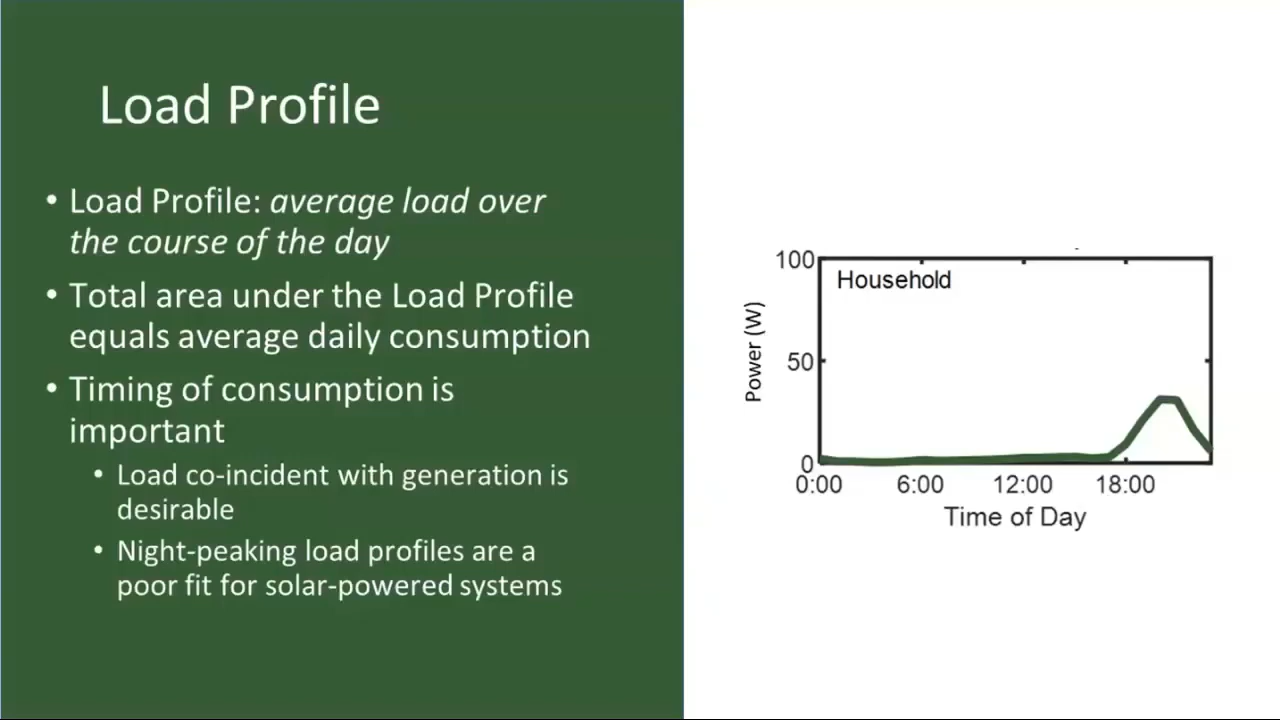 Load Profile
• Load Profile: average load over
the course of the day
• Total area under the Load Profile
equals average daily consumption
• Timing of consumption is
important
• Load co-incident with generation is
desirable
• Night-peaking load profiles are a
poor fit for solar-powered systems
100
Household
Power (W)
50
0
0:00 6:00 12:00 18:00
Time of Day